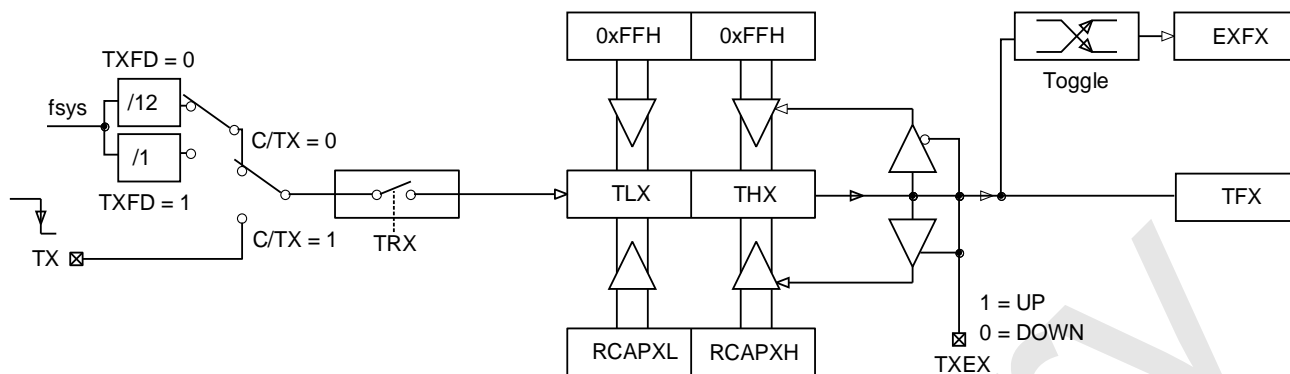 0xFFH 0xFFH
EXFX
Toggle
TXFD = 0
fsys
/12
C/TX = 0
/1
TXFD = 1
TLX THX
TFX
C/TX = 1
TRX
TX
1 = UP
0 = DOWN
RCAPXL RCAPXH
TXEX